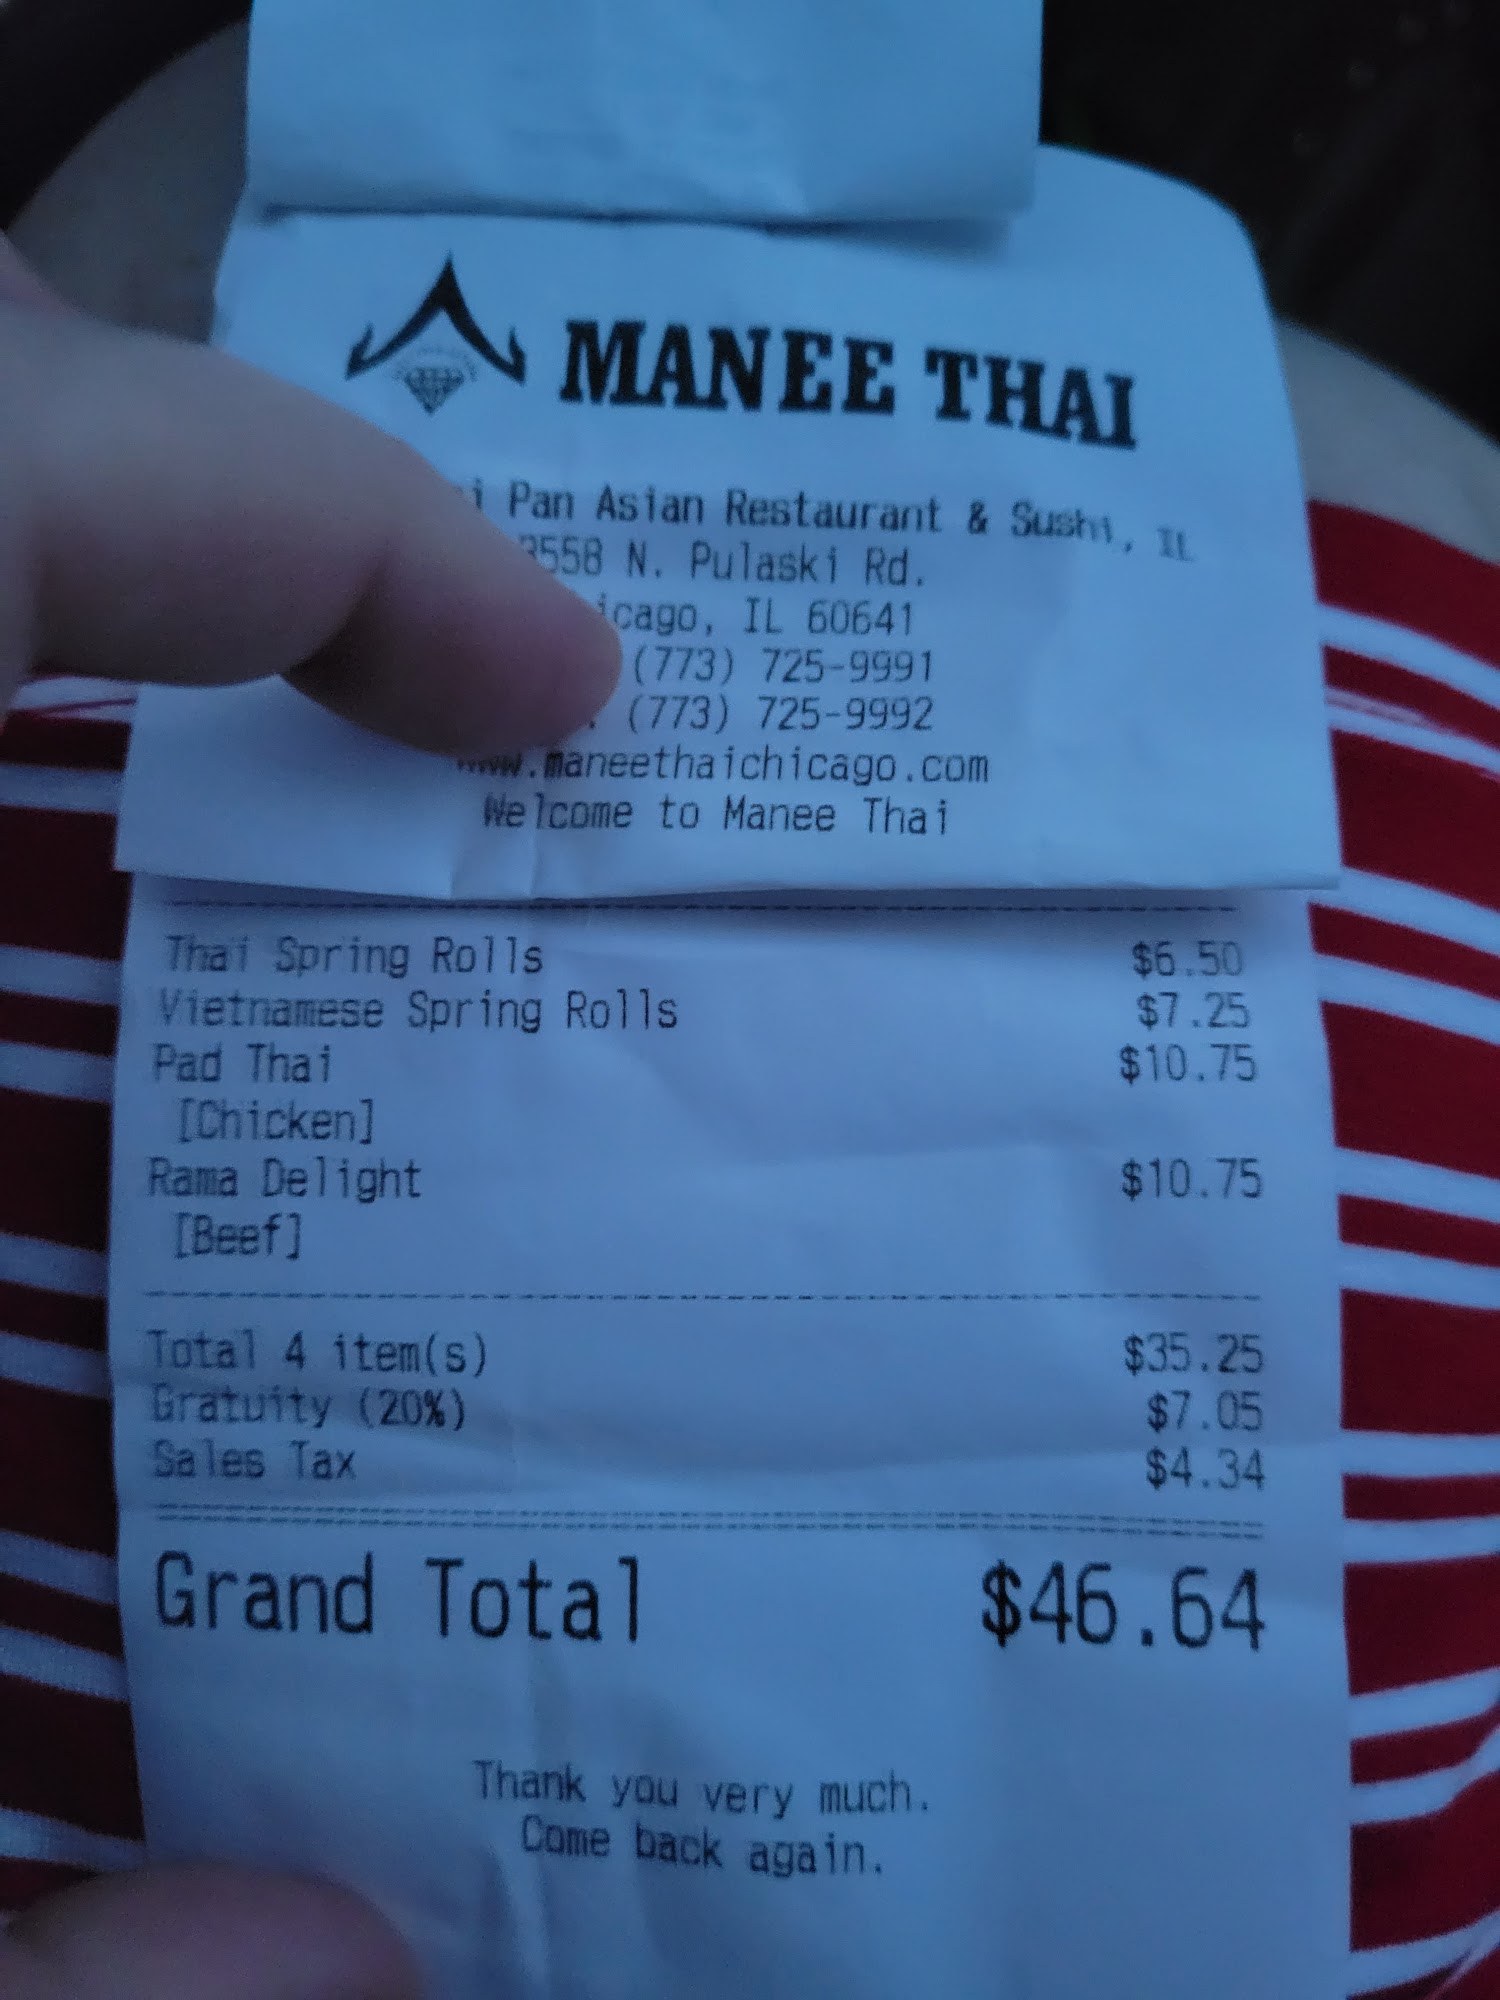 MANEE THAI
Pan Asian Restaurant & Sushi, IL
3558 N. Pulaski Rd.
IL 60641
(773) 725-9991
(773) 725-9992
www.maneethaichicago.com
Welcome to Manee Thai
Thai Spring Rolls $6.50
Vietnamese Spring Rolls $7.25
Pad Thai $10.75
[Chicken]
Rama Delight $10.75
[Beef]
Total 4 item(s) $35.25
Gratuity (20%) $7.05
Sales Tax $4.34
Grand Total $46.64
Thank you very much.
Come back again.